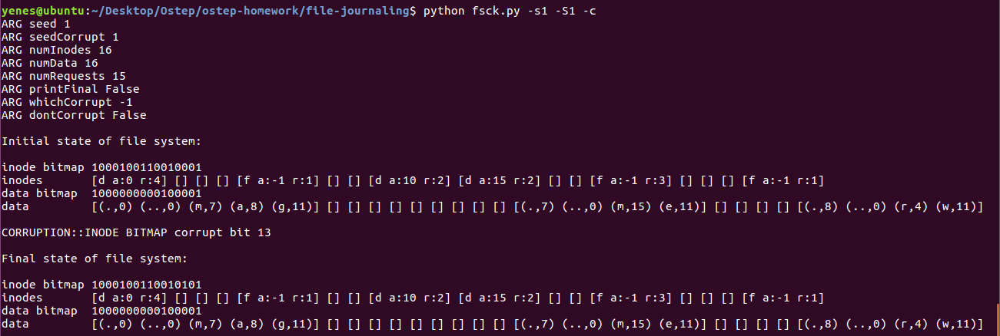 yenes@ubuntu:~/Desktop/Ostep/ostep-homework/file-journaling$ python fsck.py -s1 -S1 -c
ARG seed 1
ARG seedCorrupt 1
ARG numInodes 16
ARG numData 16
ARG numRequests 15
ARG printFinal False
ARG whichCorrupt -1
ARG dontCorrupt False
Initial state of file system:
inode bitmap 1000100110010001
inodes [d a:0 r:4] [] [] [] [f a:-1 r:1] [] [] [d a:10 r:2] [d a:15 r:2] [] [] [f a:-1 r:3] [] [] [] [f a:-1 r:1]
data bitmap 1000000000100001
data [(.,0) (..,0) (m,7) (a,8) (g,11)] [] [] [] [] [] [] [] [] [] [(.,7) (..,0) (m,15) (e,11)] [] [] [] [] [(.,8) (..,0) (r,4) (w,11)]
CORRUPTION::INODE BITMAP corrupt bit 13
Final state of file system:
inode bitmap 1000100110010101
inodes [d a:0 r:4] [] [] [] [f a:-1 r:1] [] [] [d a:10 r:2] [d a:15 r:2] [] [] [f a:-1 r:3] [] [] [] [f a:-1 r:1]
data bitmap 1000000000100001
data [(.,0) (..,0) (m,7) (a,8) (g,11)] [] [] [] [] [] [] [] [] [] [(.,7) (..,0) (m,15) (e,11)] [] [] [] [] [(.,8) (..,0) (r,4) (w,11)]